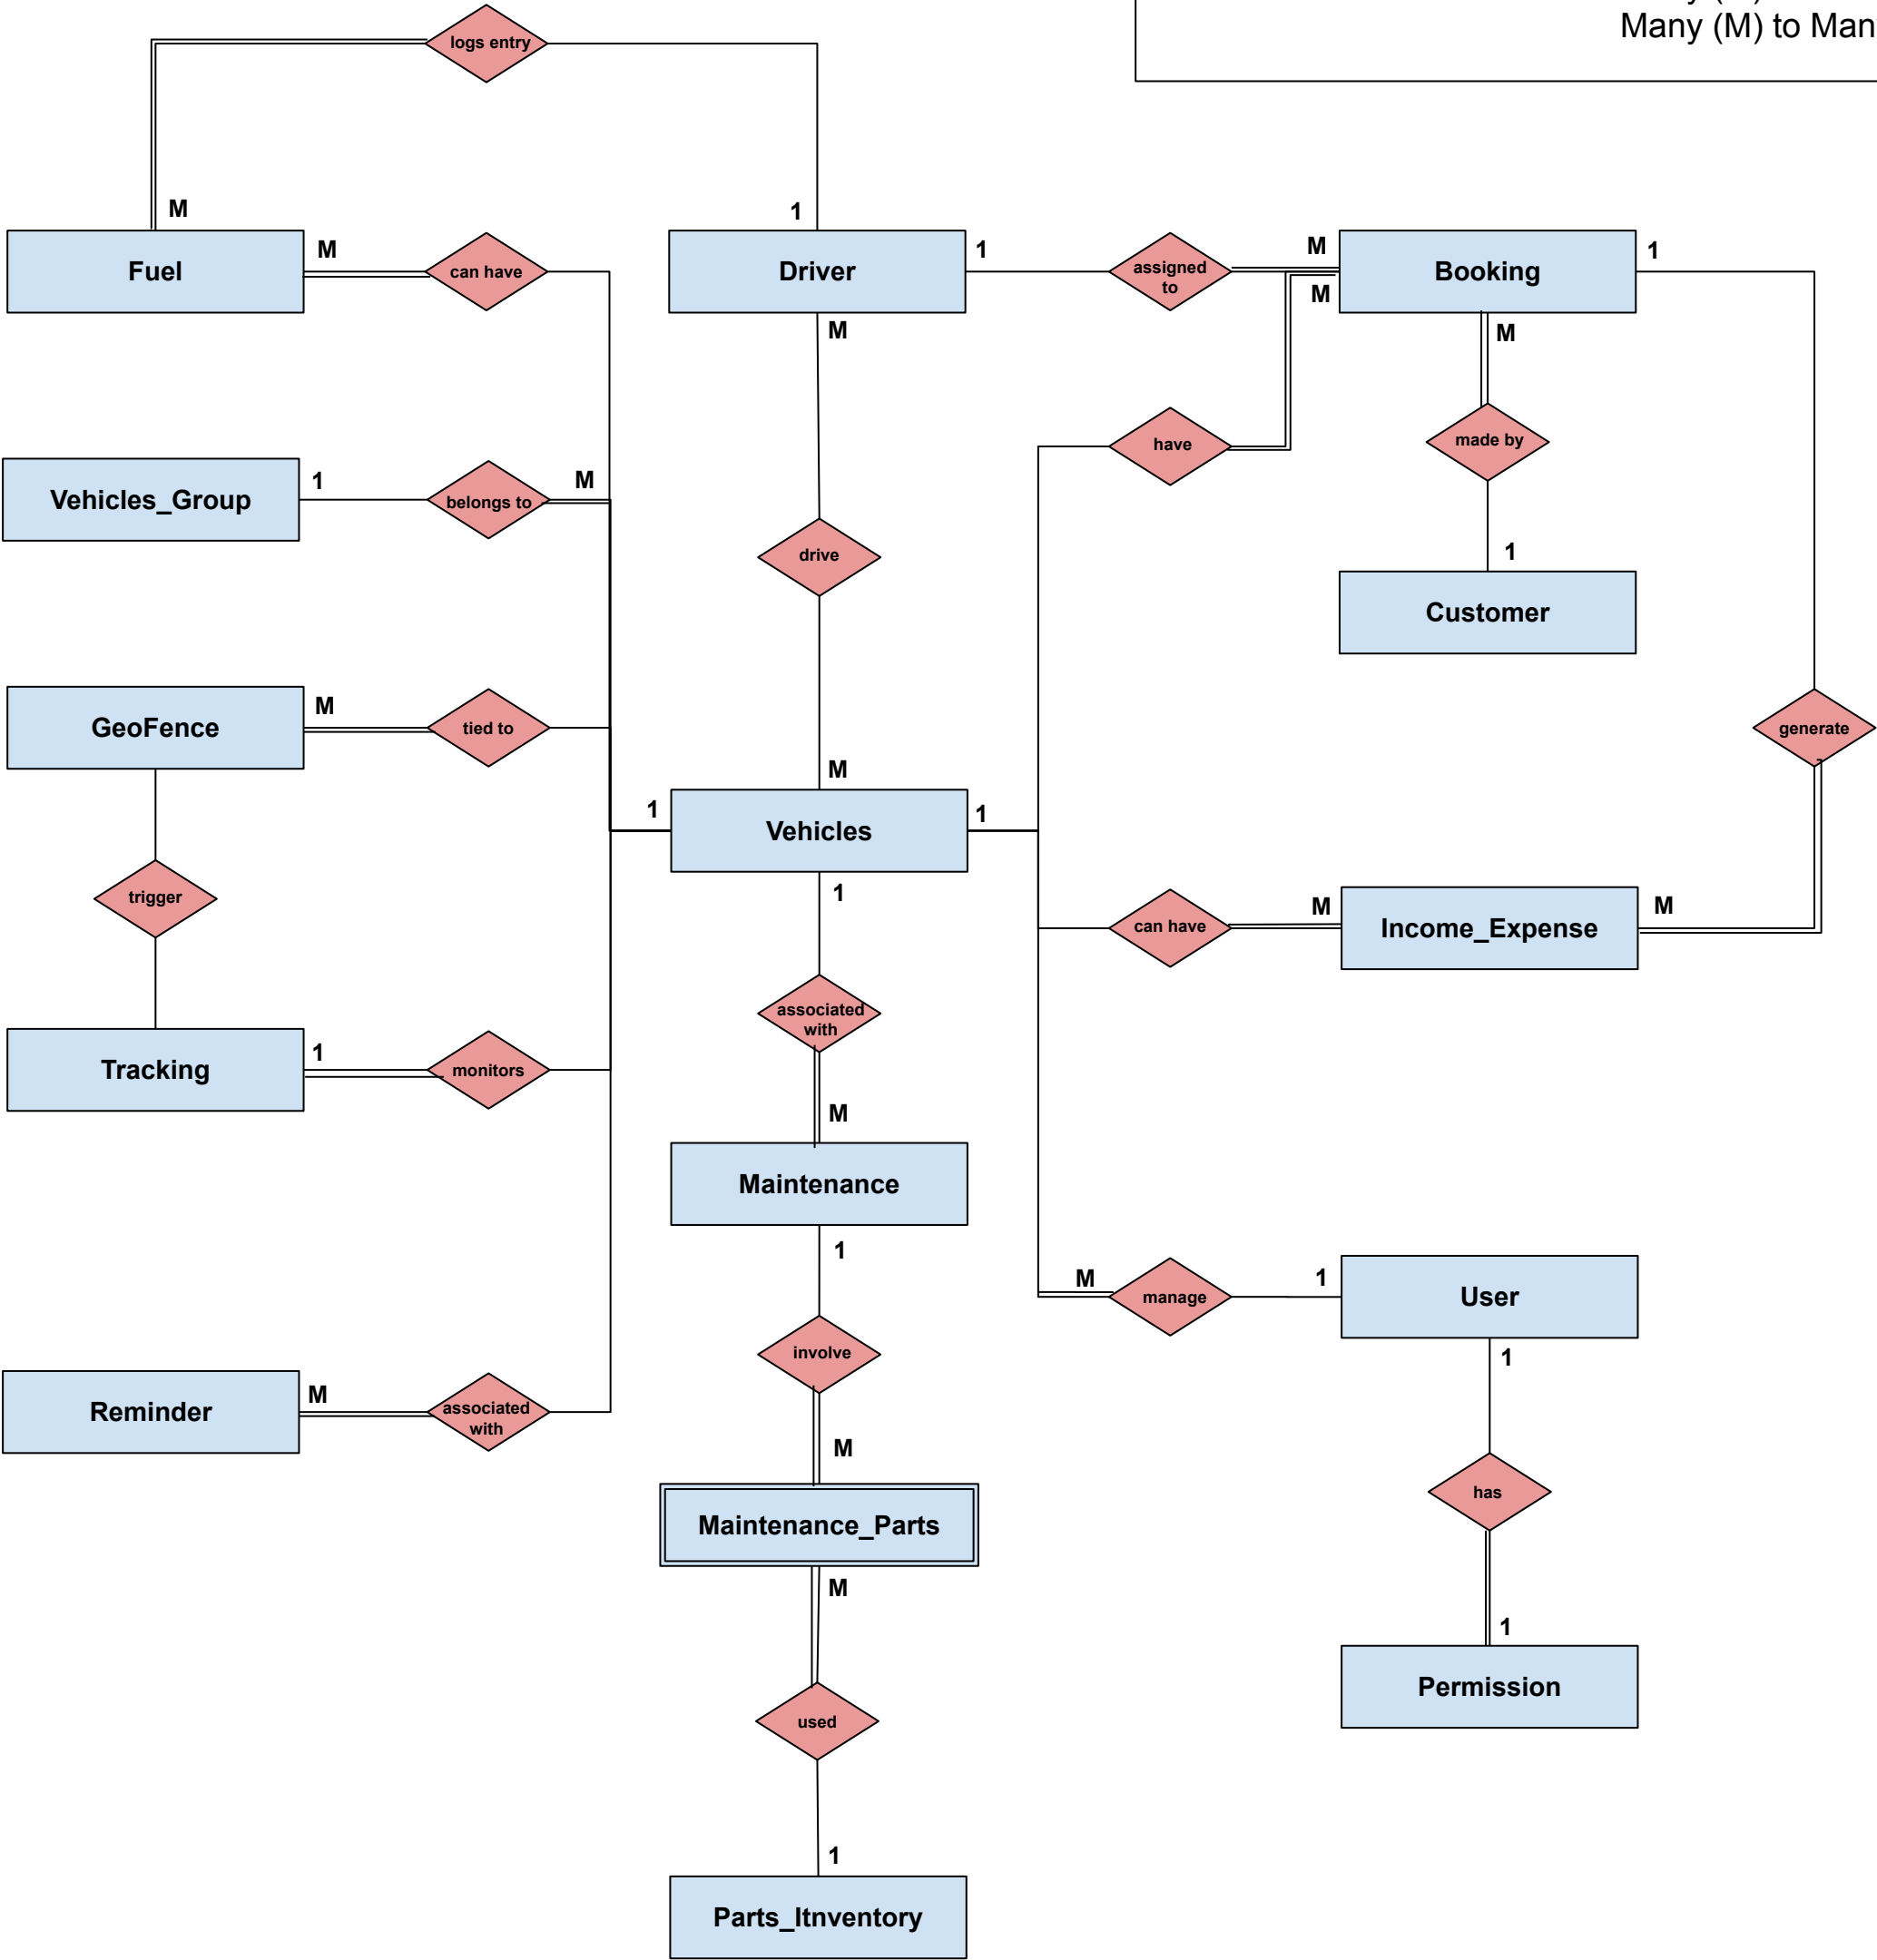 Many (M) to Man
logs entry
M
1
Fuel
M
can have
Driver
1
assigned
to
M
M
Booking
1
M
M
have
made by
Vehicles_Group
1
belongs to
M
drive
1
Customer
GeoFence
M
tied to
generate
M
1
Vehicles
1
trigger
1
can have
M
Income_Expense
M
associated
with
Tracking
1
monitors
M
Maintenance
1
M
manage
1
User
involve
1
Reminder
M
associated
with
M
has
Maintenance_Parts
M
1
Permission
used
1
Parts_Itnventory